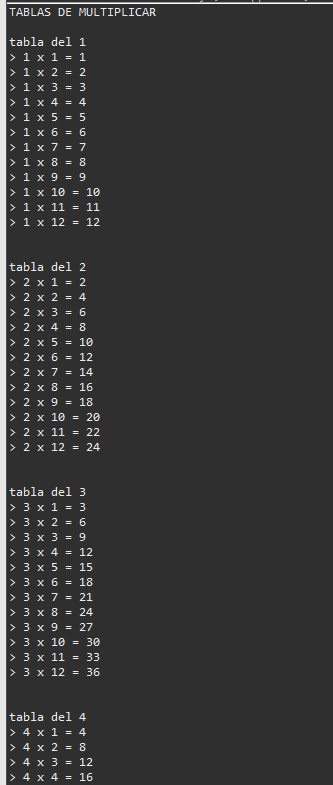 TABLAS DE MULTIPLICAR
tabla del 1
> 1 x 1 = 1
> 1 x 2 = 2
> 1 x 3 = 3
> 1 x 4 = 4
> 1 x 5 = 5
> 1 x 6 = 6
> 1 x 7 = 7
> 1 x 8 = 8
> 1 x 9 = 9
> 1 x 10 = 10
> 1 x 11 = 11
> 1 x 12 = 12
tabla del 2
> 2 x 1 = 2
> 2 x 2 = 4
> 2 x 3 = 6
> 2 x 4 = 8
> 2 x 5 = 10
> 2 x 6 = 12
> 2 x 7 = 14
> 2 x 8 = 16
> 2 x 9 = 18
> 2 x 10 = 20
> 2 x 11 = 22
> 2 x 12 = 24
tabla del 3
> 3 x 1 = 3
> 3 x 2 = 6
> 3 x 3 = 9
> 3 x 4 = 12
> 3 x 5 = 15
> 3 x 6 = 18
> 3 x 7 = 21
> 3 x 8 = 24
> 3 x 9 = 27
> 3 x 10 = 30
> 3 x 11 = 33
> 3 x 12 = 36
tabla del 4
> 4 x 1 = 4
> 4 x 2 = 8
> 4 x 3 = 12
> 4 x 4 = 16